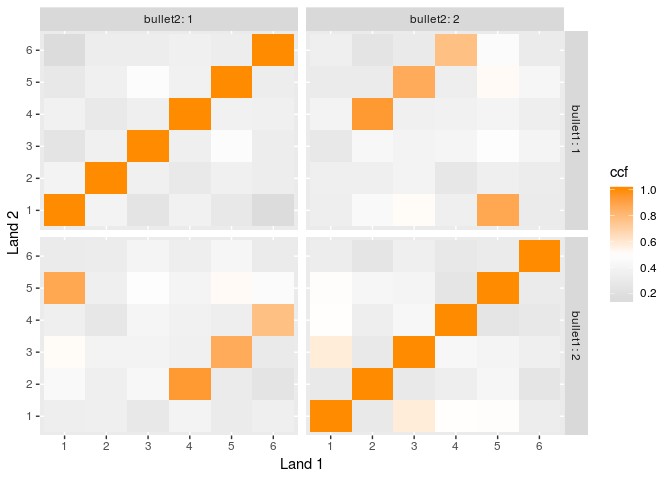 bullet2: 1
bullet2: 2
6
5
4
3
2
1
bullet1: 1
6
5
4
3
2
1
bullet1: 2
Land 2
1 2 3 4 5 6
1 2 3 4 5 6
Land 1
ccf
1.0
0.8
0.6
0.4
0.2